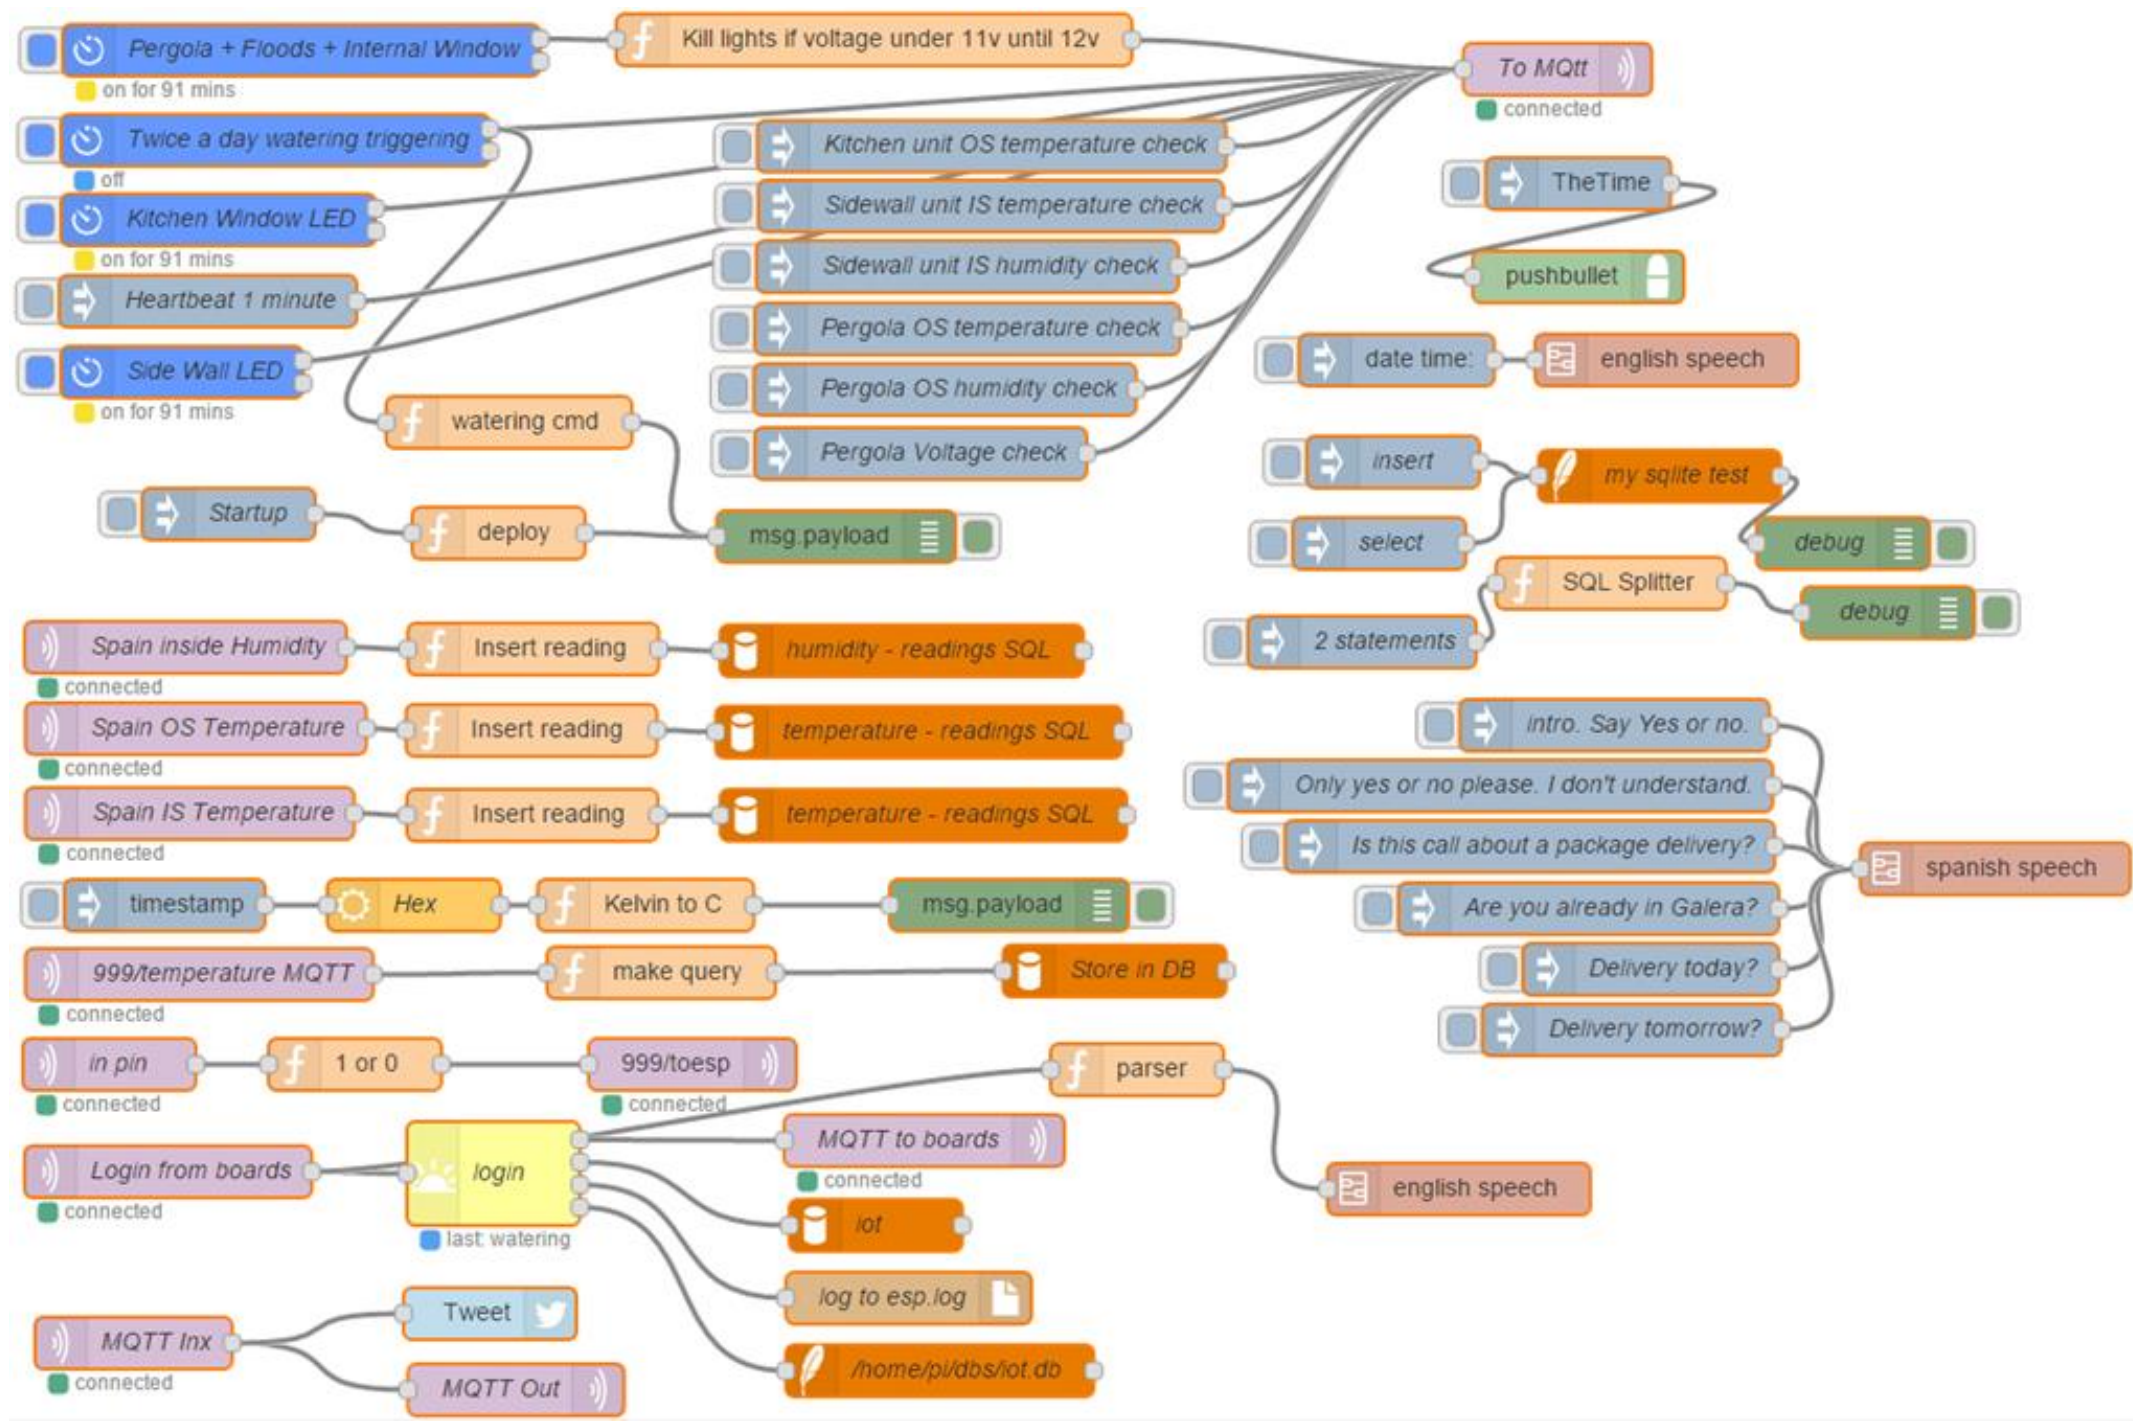 Pergola + Floods + Internal Window
on for 91 mins
Kill lights if voltage under 11v until 12v
To MQtt
connected
Twice a day watering triggering
off
Kitchen Window LED
on for 91 mins
Heartbeat 1 minute
Side Wall LED
on for 91 mins
Kitchen unit OS temperature check
Sidewall unit IS temperature check
Sidewall unit IS humidity check
Pergola OS temperature check
Pergola OS humidity check
Pergola Voltage check
TheTime
pushbullet
date time:
english speech
watering cmd
Startup
deploy
msg.payload
insert
select
my sqlite test
debug
2 statements
SQL Splitter
debug
Spain inside Humidity
connected
Insert reading
humidity - readings SQL
Spain OS Temperature
connected
Insert reading
temperature - readings SQL
Spain IS Temperature
connected
Insert reading
temperature - readings SQL
timestamp
Hex
Kelvin to C
msg.payload
999/temperature MQTT
connected
make query
Store in DB
intro. Say Yes or no.
Only yes or no please. I don't understand.
Is this call about a package delivery?
Are you already in Galera?
Delivery today?
Delivery tomorrow?
spanish speech
in pin
connected
1 or 0
999/toesp
connected
parser
english speech
Login from boards
connected
login
last: watering
MQTT to boards
connected
iot
log to esp.log
/home/pi/dbs/iot.db
MQTT Inx
connected
Tweet
MQTT Out